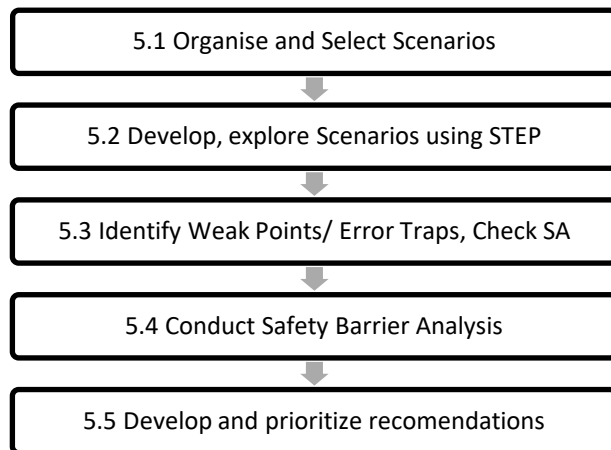 5.1 Organise and Select Scenarios
5.2 Develop, explore Scenarios using STEP
5.3 Identify Weak Points/ Error Traps, Check SA
5.4 Conduct Safety Barrier Analysis
5.5 Develop and prioritize recomendations